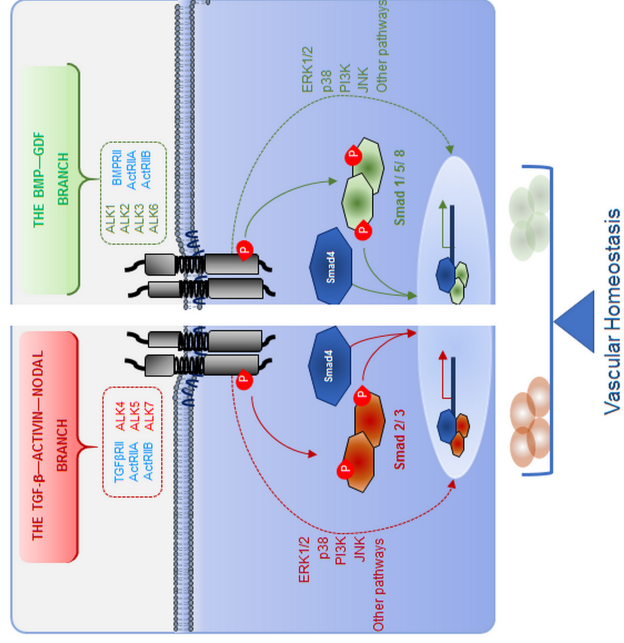 THE TGF-β—ACTIVIN—NODAL
BRANCH
TGFβRII
ActRIIA
ActRIIB
ALK4
ALK5
ALK7
P
Smad4
P
P
Smad 2/ 3
ERK1/2
p38
PI3K
JNK
Other pathways
THE BMP—GDF
BRANCH
ALK1
ALK2
ALK3
ALK6
BMPRII
ActRIIA
ActRIIB
P
Smad4
P
P
Smad 1/ 5/ 8
ERK1/2
p38
PI3K
JNK
Other pathways
Vascular Homeostasis